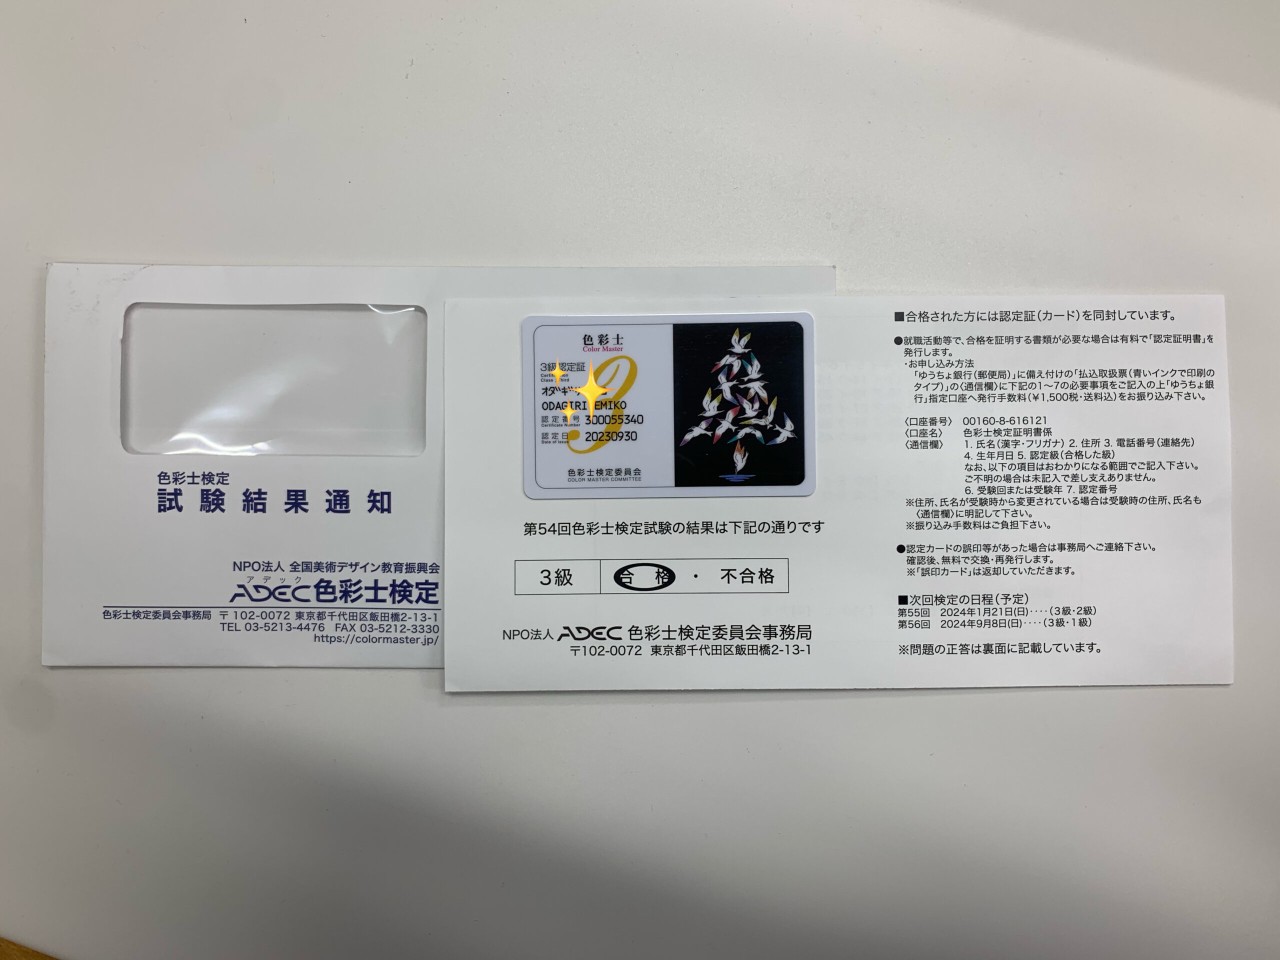 色彩士検定
試験結果通知
NPO法人 全国美術デザイン教育振興会
アデック
ADEC色彩士検定
色彩士検定委員会事務局 〒102-0072 東京都千代田区飯田橋2-13-1
TEL 03-5213-4476 FAX 03-5212-3330
https://colormaster.jp/
色彩士
Color Master
3級認定証
3
ODAGIRI EMIKO
認定番号 300055340
Certificate Number
認定日 20230930
Date of Issue
色彩士検定委員会
COLOR MASTER COMMITTEE
第54回色彩士検定試験の結果は下記の通りです
3級 合格・不合格
NPO法人 ADEC 色彩士検定委員会事務局
〒102-0072 東京都千代田区飯田橋2-13-1
■合格された方には認定証(カード)を同封しています。
●就職活動等で、合格を証明する書類が必要な場合は有料で「認定証明書」を
発行します。
・お申し込み方法
「ゆうちょ銀行(郵便局)」に備え付けの「払込取扱票(青いインクで印刷の
タイプ)」の〈通信欄〉に下記の1〜7の必要事項をご記入の上「ゆうちょ銀
行」指定口座へ発行手数料(¥1,500税・送料込)をお振り込み下さい。
〈口座番号〉 00160-8-616121
〈口座名〉 色彩士検定証明書係
〈通信欄〉 1. 氏名(漢字・フリガナ) 2. 住所 3. 電話番号(連絡先)
4. 生年月日 5. 認定級(合格した級)
なお、以下の項目はおわかりになる範囲でご記入下さい。
ご不明の場合は未記入で差し支えありません。
6. 受験回または受験年 7. 認定番号
※住所、氏名が受験時から変更されている場合は受験時の住所、氏名も
〈通信欄〉に明記して下さい。
※振り込み手数料はご負担下さい。
●認定カードの誤印等があった場合は事務局へご連絡下さい。
確認後、無料で交換・再発行します。
※「誤印カード」は返却していただきます。
■次回検定の日程(予定)
第55回 2024年1月21日(日)‥‥(3級・2級)
第56回 2024年9月8日(日)‥‥(3級・1級)
※問題の正答は裏面に記載しています。